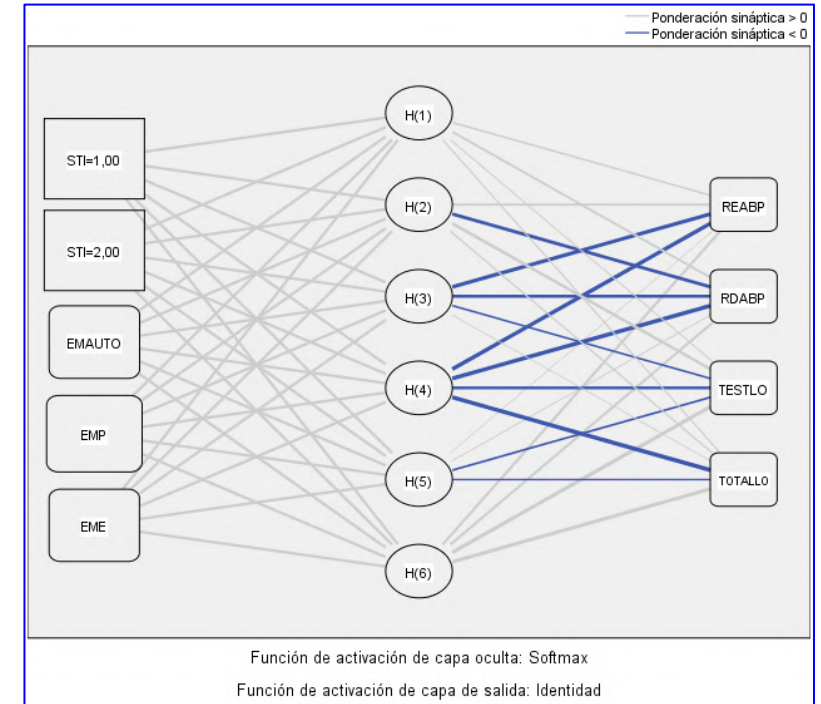 Ponderación sináptica > 0
Ponderación sináptica < 0
STI=1,00
STI=2,00
EMAUTO
EMP
EME
H(1)
H(2)
H(3)
H(4)
H(5)
H(6)
REABP
RDABP
TESTLO
TOTALLO
Función de activación de capa oculta: Softmax
Función de activación de capa de salida: Identidad